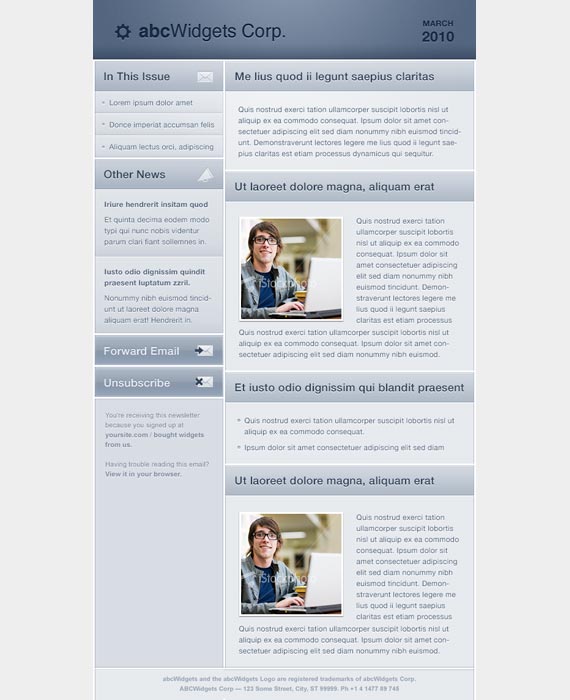 abcWidgets Corp.
MARCH
2010
In This Issue
Lorem ipsum dolor amet
Donce imperiat accumsan felis
Aliquam lectus orci, adipiscing
Other News
Iriure hendrerit insitam quod
Et quinta decima eodem modo
typi qui nunc nobis videntur
parum clari fiant sollemnes in.
Iusto odio dignissim quindit
praesent luptatum zzril.
Nonummy nibh euismod tincid-
unt ut laoreet dolore magna
aliquam erat! Hendrerit in.
Forward Email
Unsubscribe
You're receiving this newsletter
because you signed up at
yoursite.com / bought widgets
from us.
Having trouble reading this email?
View it in your browser.
Me lius quod ii legunt saepius claritas
Quis nostrud exerci tation ullamcorper suscipit lobortis nisl ut
aliquip ex ea commodo consequat. Ipsum dolor sit amet con-
sectetuer adipiscing elit sed diam nonummy nibh euismod tincid-
unt. Demonstraverunt lectores legere me lius quod ii legunt sae-
pius claritas est etiam processus dynamicus qui sequitur.
Ut laoreet dolore magna, aliquam erat
iStockphoto
Quis nostrud exerci tation
ullamcorper suscipit lobortis
nisl ut aliquip ex ea commodo
consequat. Ipsum dolor sit
amet consectetuer adipiscing
elit sed diam nonummy nibh
euismod tincidunt. Demon-
straverunt lectores legere me
lius quod ii legunt saepius
claritas est etiam processus
Quis nostrud exerci tation ullamcorper suscipit lobortis nisl ut
aliquip ex ea commodo consequat. Ipsum dolor sit amet con-
sectetuer adipiscing elit sed diam nonummy nibh euismod.
Et iusto odio dignissim qui blandit praesent
Quis nostrud exerci tation ullamcorper suscipit lobortis nisl ut
aliquip ex ea commodo consequat.
Ipsum dolor sit amet consectetuer adipiscing elit sed diam
Ut laoreet dolore magna, aliquam erat
iStockphoto
Quis nostrud exerci tation
ullamcorper suscipit lobortis
nisl ut aliquip ex ea commodo
consequat. Ipsum dolor sit
amet consectetuer adipiscing
elit sed diam nonummy nibh
euismod tincidunt. Demon-
straverunt lectores legere me
lius quod ii legunt saepius
claritas est etiam processus
Quis nostrud exerci tation ullamcorper suscipit lobortis nisl ut
aliquip ex ea commodo consequat. Ipsum dolor sit amet con-
sectetuer adipiscing elit sed diam nonummy nibh euismod.
abcWidgets and the abcWidgets Logo are registered trademarks of abcWidgets Corp.
ABCWidgets Corp — 123 Some Street, City, ST 99999. Ph +1 4 1477 89 745